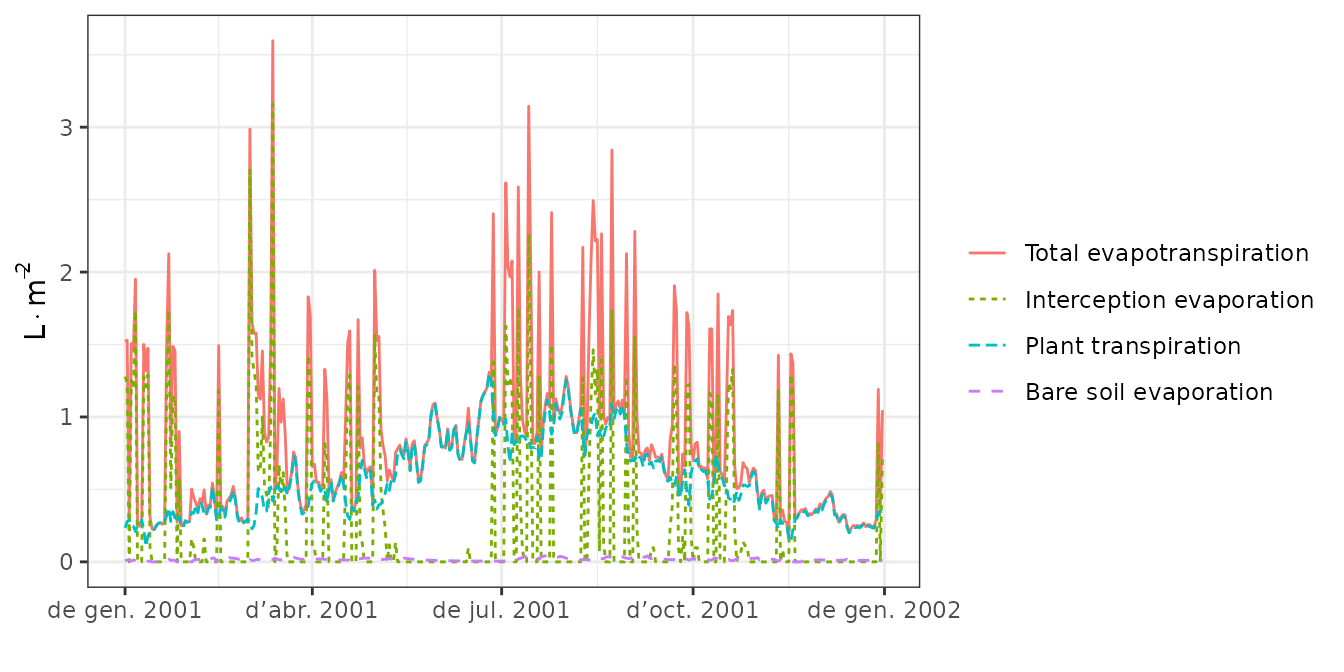 L · m⁻²
3
2
1
0
de gen. 2001 d’abr. 2001 de jul. 2001 d’oct. 2001 de gen. 2002
Total evapotranspiration
Interception evaporation
Plant transpiration
Bare soil evaporation